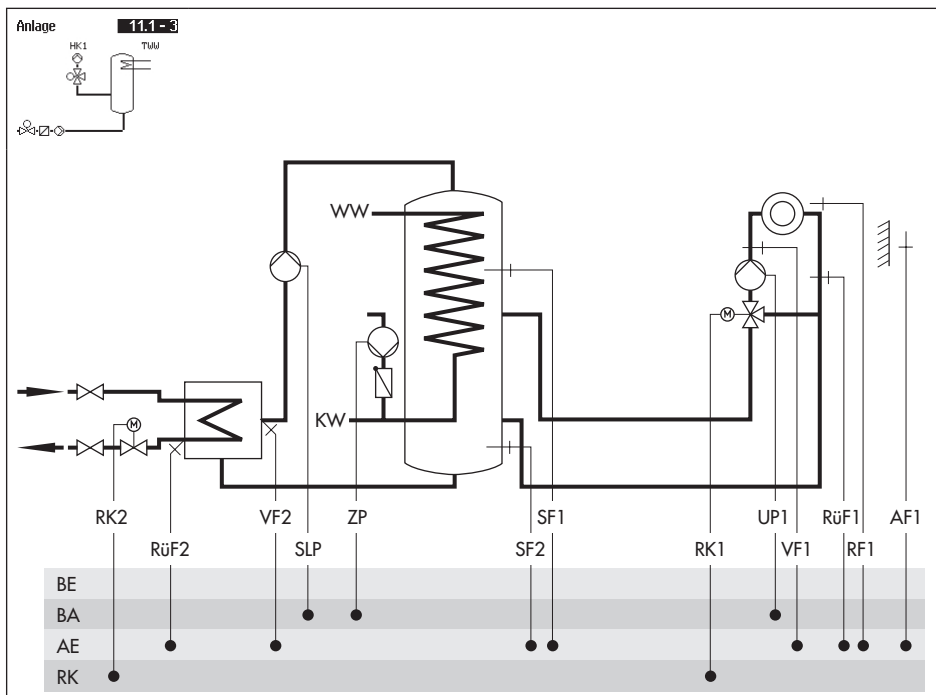 Anlage 11.1 - 3
HK1 TWW
WW
M
KW
M
RK2 VF2 ZP SF1 UP1 RüF1 AF1
RüF2 SLP SF2 RK1 VF1 RF1
BE
BA
AE
RK